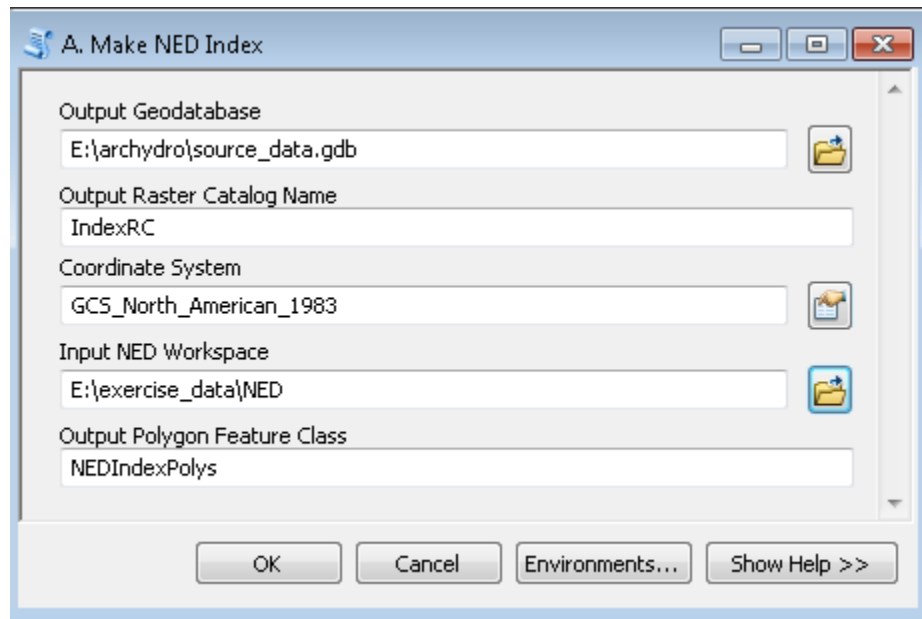 A. Make NED Index
Output Geodatabase
E:\archydro\source_data.gdb
Output Raster Catalog Name
IndexRC
Coordinate System
GCS_North_American_1983
Input NED Workspace
E:\exercise_data\NED
Output Polygon Feature Class
NEDIndexPolys
OK Cancel Environments... Show Help >>